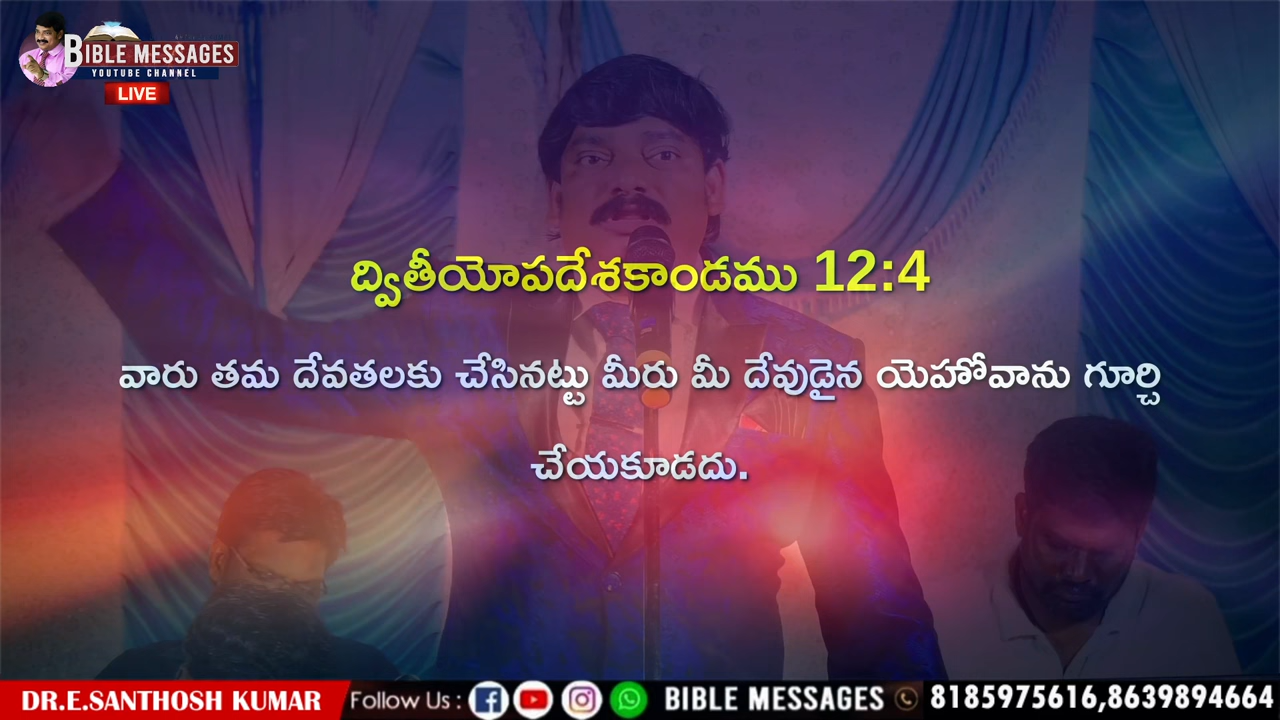 BIBLE MESSAGES
YOUTUBE CHANNEL
LIVE
ద్వితీయోపదేశకాండము 12:4
వారు తమ దేవతలకు చేసినట్టు మీరు మీ దేవుడైన యెహోవాను గూర్చి
చేయకూడదు.
DR.E.SANTHOSH KUMAR Follow Us : BIBLE MESSAGES 8185975616,8639894664